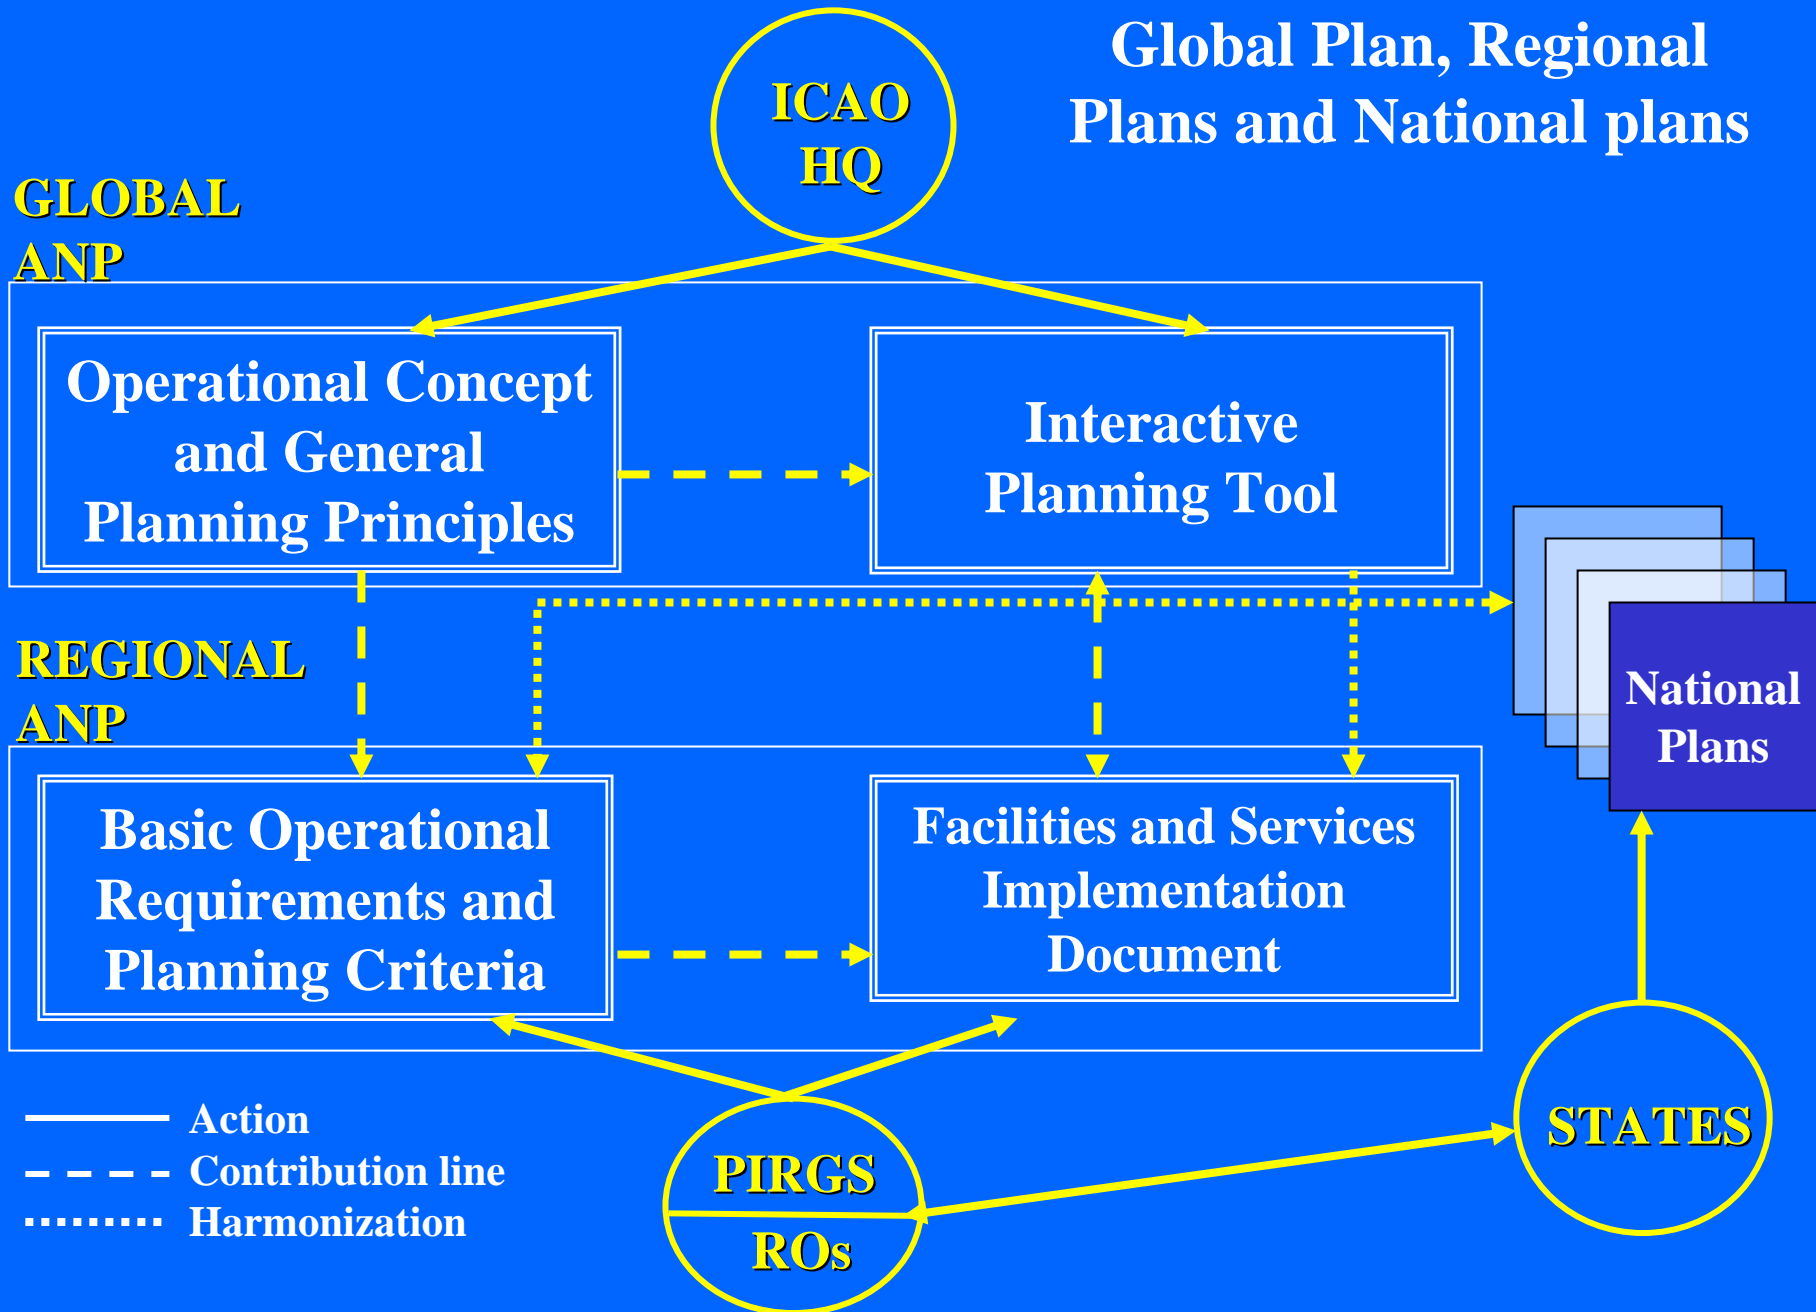 Global Plan, Regional
Plans and National plans
ICAO
HQ
GLOBAL
ANP
Operational Concept
and General
Planning Principles
Interactive
Planning Tool
REGIONAL
ANP
National
Plans
Basic Operational
Requirements and
Planning Criteria
Facilities and Services
Implementation
Document
Action
Contribution line
Harmonization
PIRGS
ROs
STATES